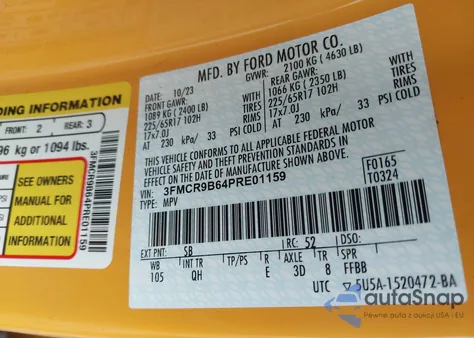 DING INFORMATION
FRONT: 2 REAR: 3
96 kg or 1094 lbs.
SEE OWNERS
MANUAL FOR
ADDITIONAL
INFORMATION
3FMCR9B64PRE01159
MFD. BY FORD MOTOR CO.
DATE: 10/23 GVWR: 2100 KG ( 4630 LB)
FRONT GAWR: REAR GAWR:
1089 KG ( 2400 LB) 1066 KG ( 2350 LB)
225/65R17 102H TIRES 225/65R17 102H
17x7.0J RIMS 17x7.0J
AT 230 kPa/ 33 PSI COLD AT 230 kPa/ 33 PSI COLD
THIS VEHICLE CONFORMS TO ALL APPLICABLE FEDERAL MOTOR
VEHICLE SAFETY AND THEFT PREVENTION STANDARDS IN
EFFECT ON THE DATE OF MANUFACTURE SHOWN ABOVE.
VIN: 3FMCR9B64PRE01159
TYPE: MPV
F0165
T0324
EXT PNT: SB RC: 52 DSO:
WB TP/PS R AXLE TR SPR
105 QH E 3D 8 FFBB
UTC ▽5U5A-1520472-BA
autoSnap
Pewne auta z aukcji USA i EU